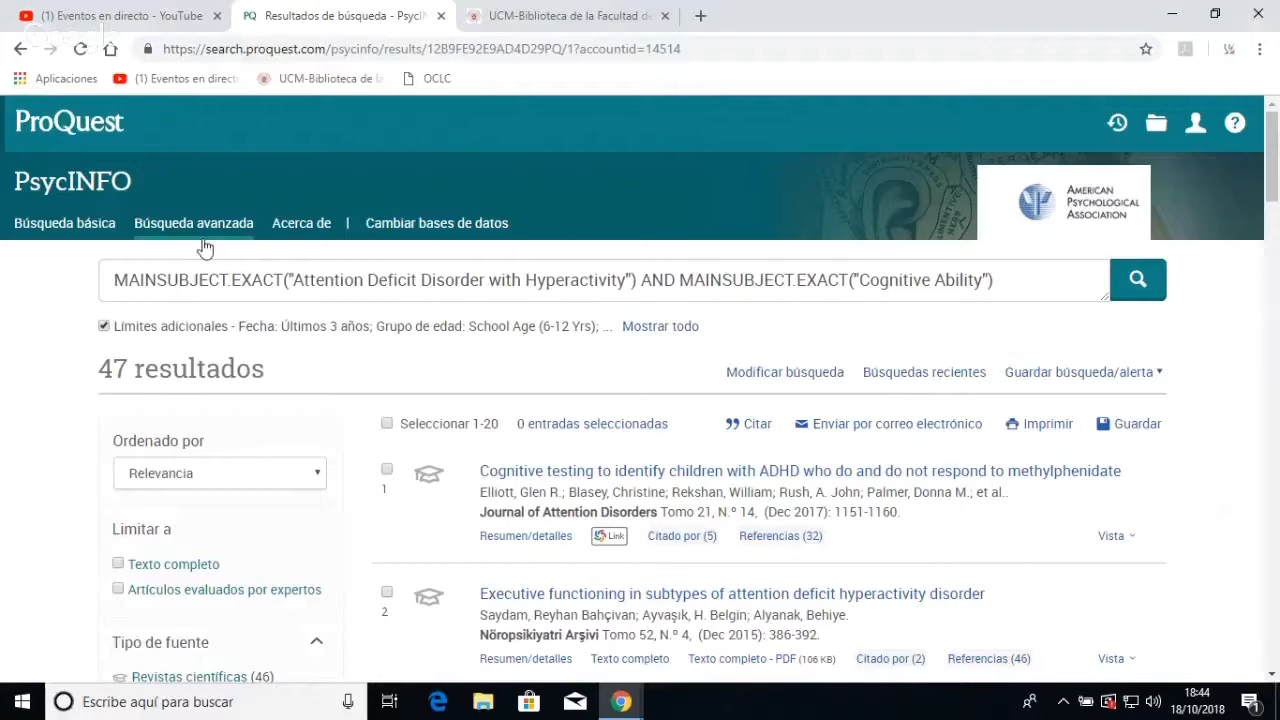 (1) Eventos en directo - YouTube
PQ Resultados de búsqueda - PsycI
UCM-Biblioteca de la Facultad de
https://search.proquest.com/psycinfo/results/12B9FE92E9AD4D29PQ/1?accountid=14514
Aplicaciones
(1) Eventos en direct
UCM-Biblioteca de la
OCLC
ProQuest
PsycINFO
AMERICAN
PSYCHOLOGICAL
ASSOCIATION
Búsqueda básica Búsqueda avanzada Acerca de | Cambiar bases de datos
MAINSUBJECT.EXACT("Attention Deficit Disorder with Hyperactivity") AND MAINSUBJECT.EXACT("Cognitive Ability")
Límites adicionales - Fecha: Últimos 3 años; Grupo de edad: School Age (6-12 Yrs); ... Mostrar todo
47 resultados
Modificar búsqueda Búsquedas recientes Guardar búsqueda/alerta
Ordenado por
Relevancia
Limitar a
Texto completo
Artículos evaluados por expertos
Tipo de fuente
Revistas científicas (46)
Seleccionar 1-20 0 entradas seleccionadas Citar Enviar por correo electrónico Imprimir Guardar
1
Cognitive testing to identify children with ADHD who do and do not respond to methylphenidate
Elliott, Glen R.; Blasey, Christine; Rekshan, William; Rush, A. John; Palmer, Donna M.; et al..
Journal of Attention Disorders Tomo 21, N.º 14, (Dec 2017): 1151-1160.
Resumen/detalles Link Citado por (5) Referencias (32) Vista
2
Executive functioning in subtypes of attention deficit hyperactivity disorder
Saydam, Reyhan Bahçivan; Ayvaşık, H. Belgin; Alyanak, Behiye.
Nöropsikiyatri Arşivi Tomo 52, N.º 4, (Dec 2015): 386-392.
Resumen/detalles Texto completo Texto completo - PDF (106 KB) Citado por (2) Referencias (46) Vista
Escribe aquí para buscar
18:44
18/10/2018
1